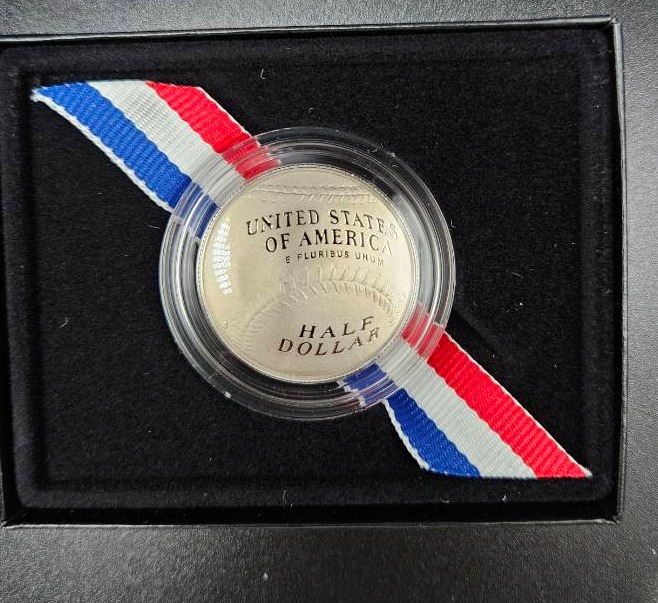 UNITED STATES
OF AMERICA
E PLURIBUS UNUM
HALF
DOLLAR